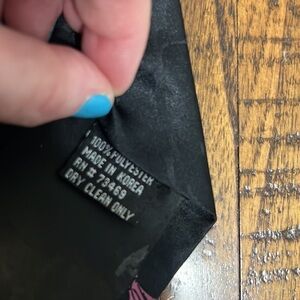 100% POLYESTER
MADE IN KOREA
RN # 73469
DRY CLEAN ONLY